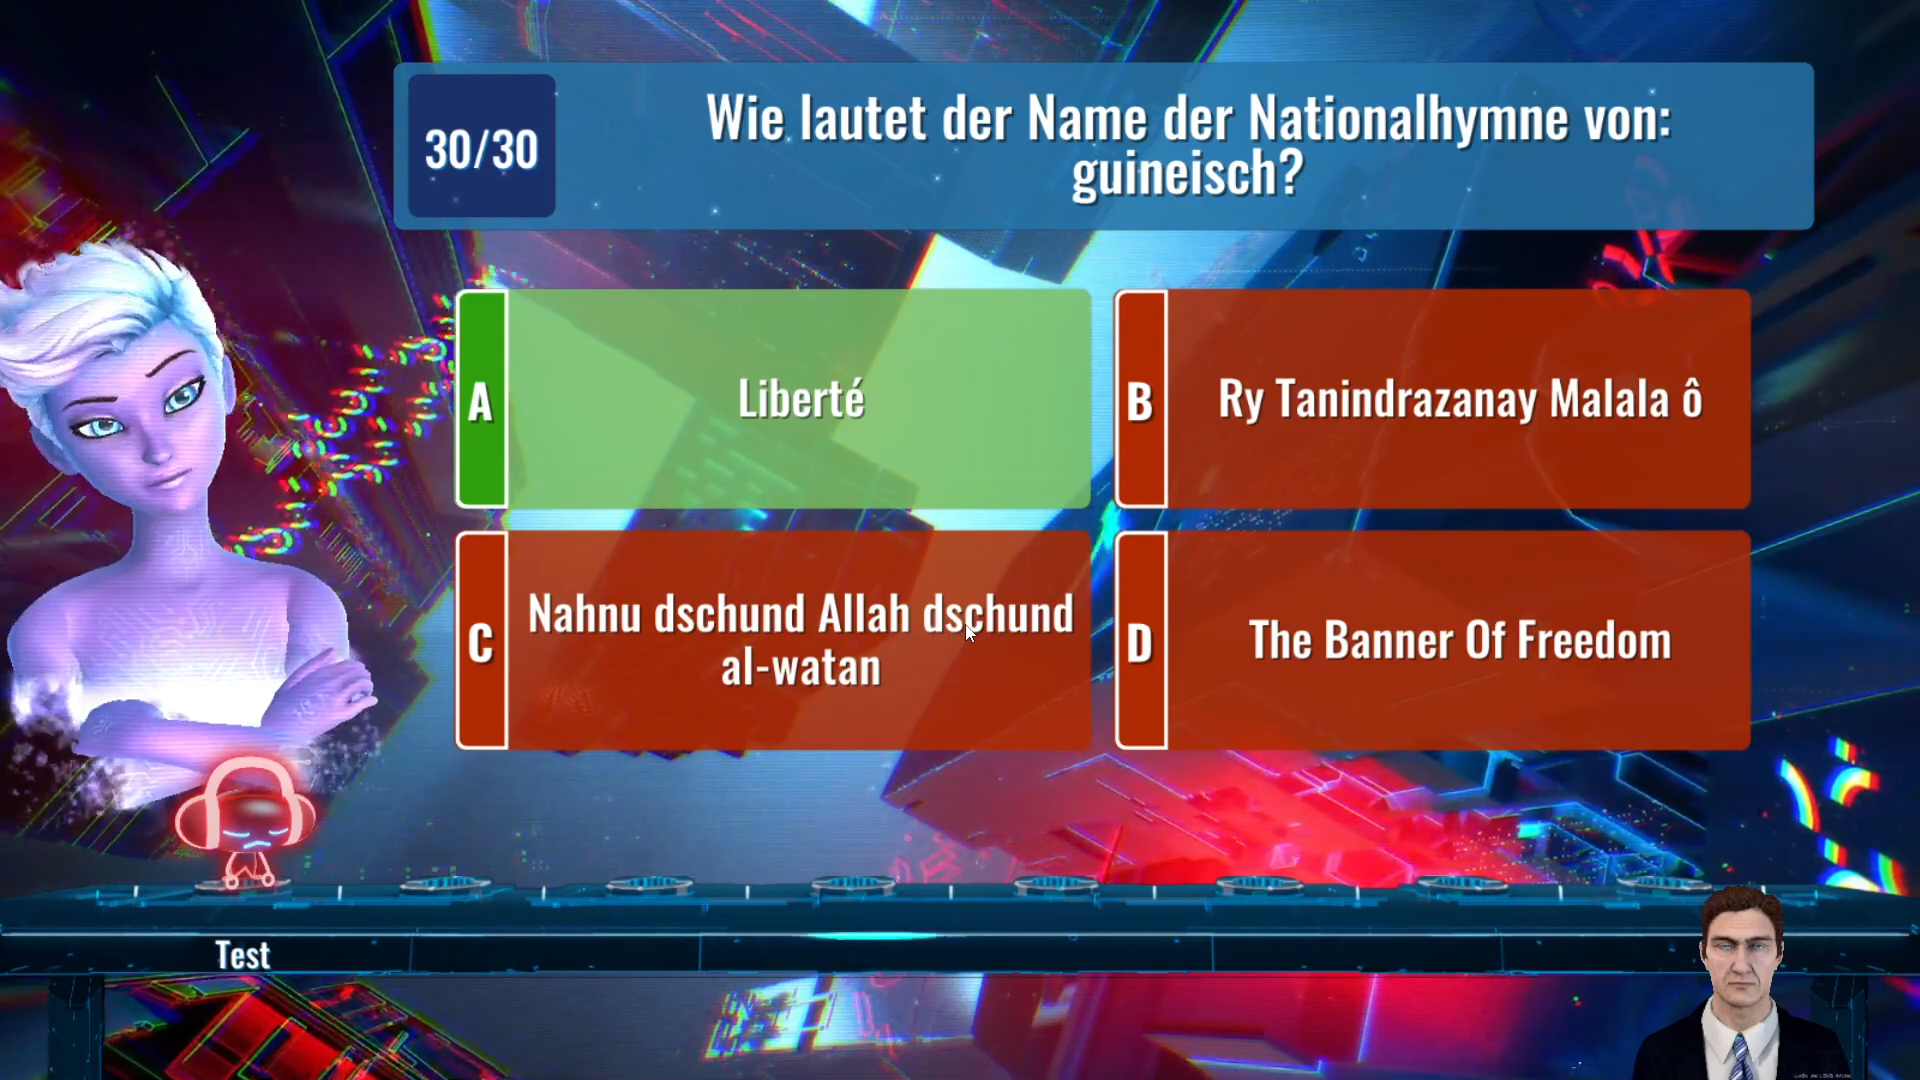 30/30
Wie lautet der Name der Nationalhymne von:
guineisch?
A
Liberté
B
Ry Tanindrazanay Malala ô
C
Nahnu dschund Allah dschund
al-watan
D
The Banner Of Freedom
Test